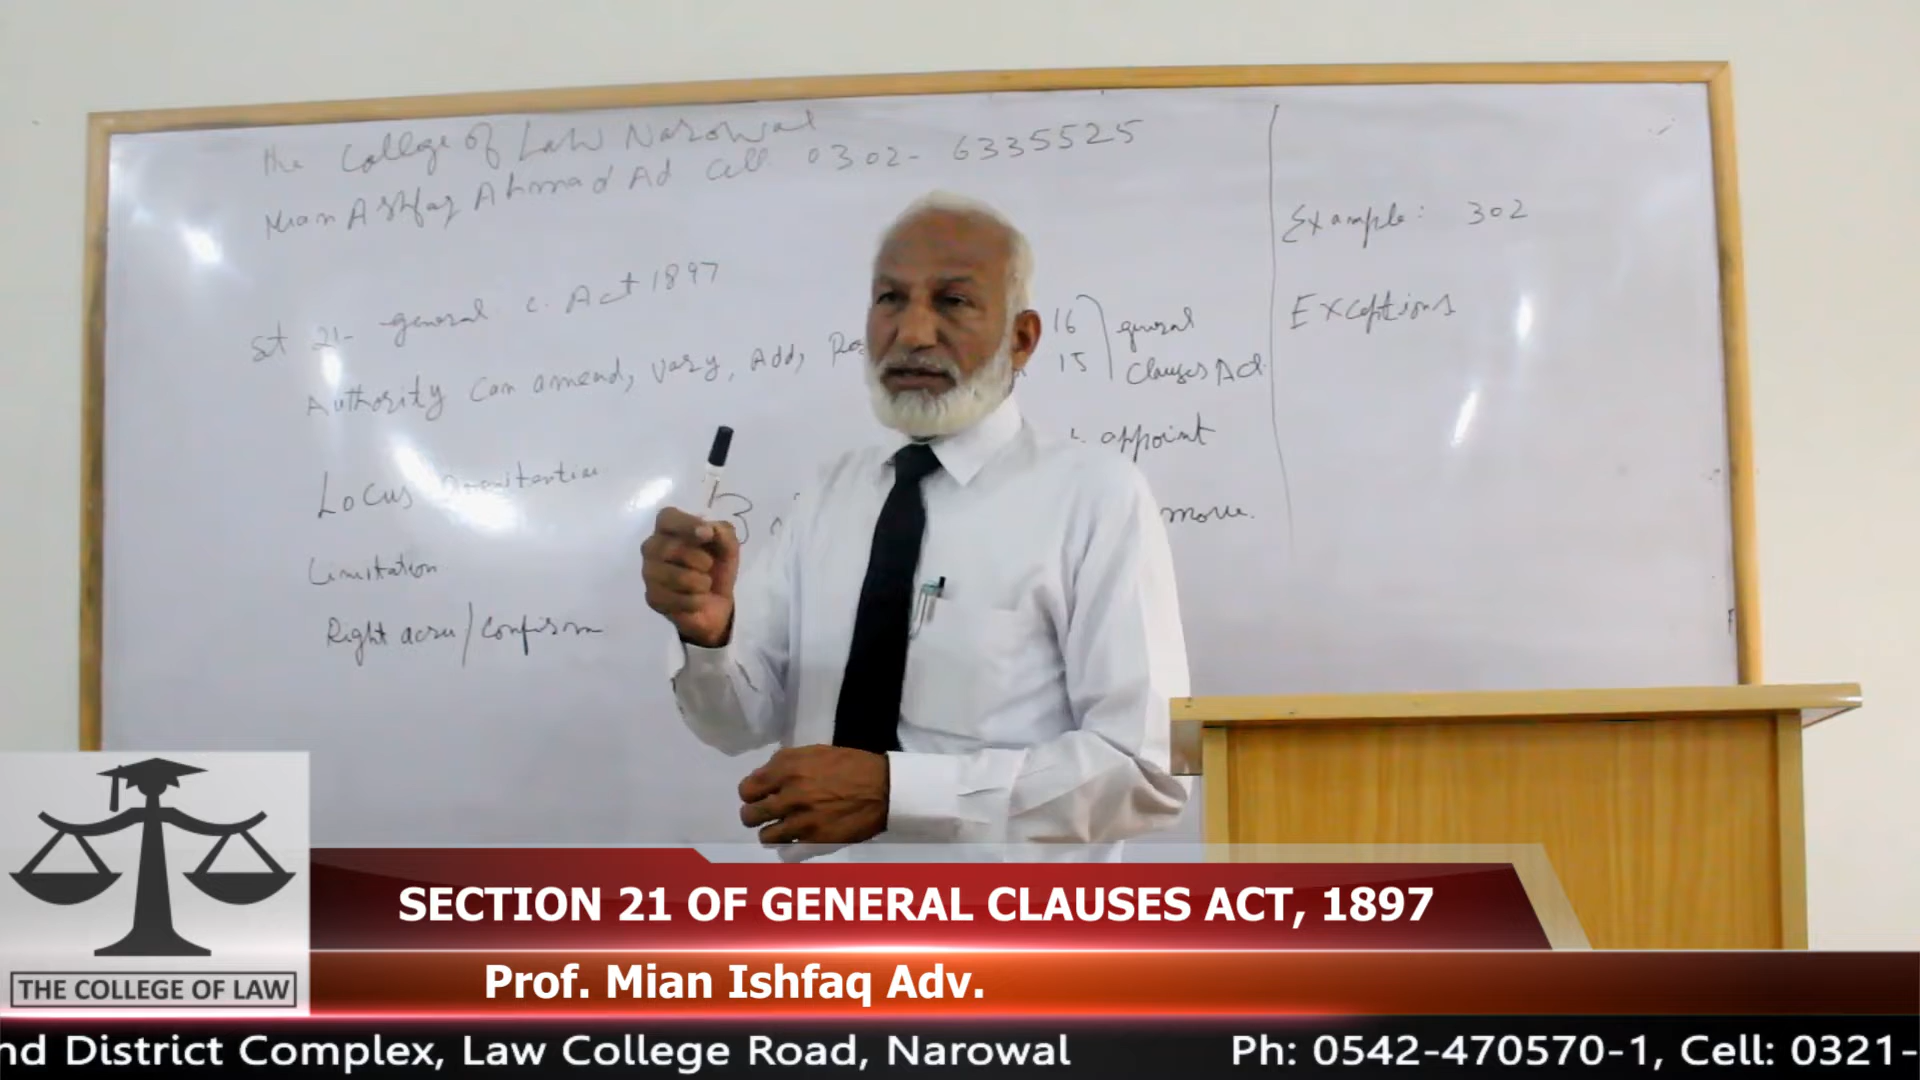 the College of Law Narowal
Mian Ashfaq Ahmad Ad Cell 0302-6335525
St 21- general c. Act 1897
Authority Can amend, vary, Add,
16
15
general
Clauses Act
Locus
appoint
move.
Limitation
Right acru/confirm
Example: 302
Exceptions
THE COLLEGE OF LAW
SECTION 21 OF GENERAL CLAUSES ACT, 1897
Prof. Mian Ishfaq Adv.
nd District Complex, Law College Road, Narowal Ph: 0542-470570-1, Cell: 0321-